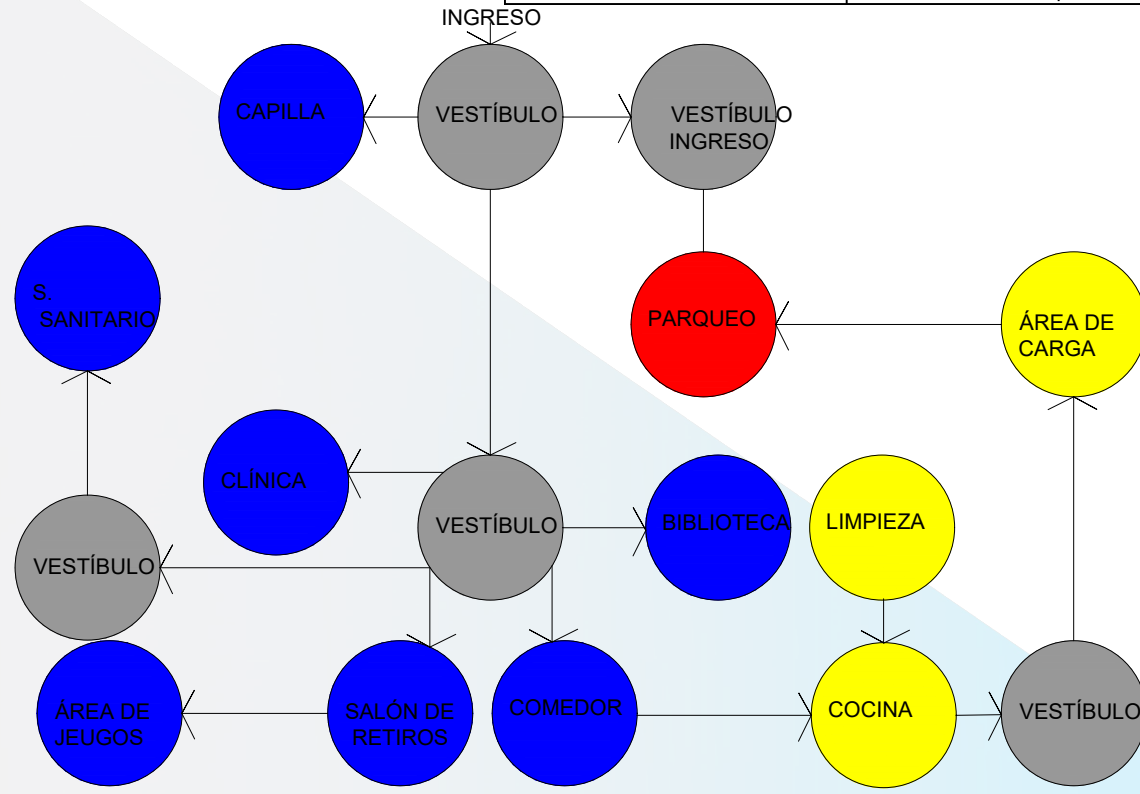 INGRESO
CAPILLA
VESTÍBULO
VESTÍBULO
INGRESO
S.
SANITARIO
PARQUEO
ÁREA DE
CARGA
CLÍNICA
VESTÍBULO
BIBLIOTECA
LIMPIEZA
VESTÍBULO
ÁREA DE
JEUGOS
SALÓN DE
RETIROS
COMEDOR
COCINA
VESTÍBULO